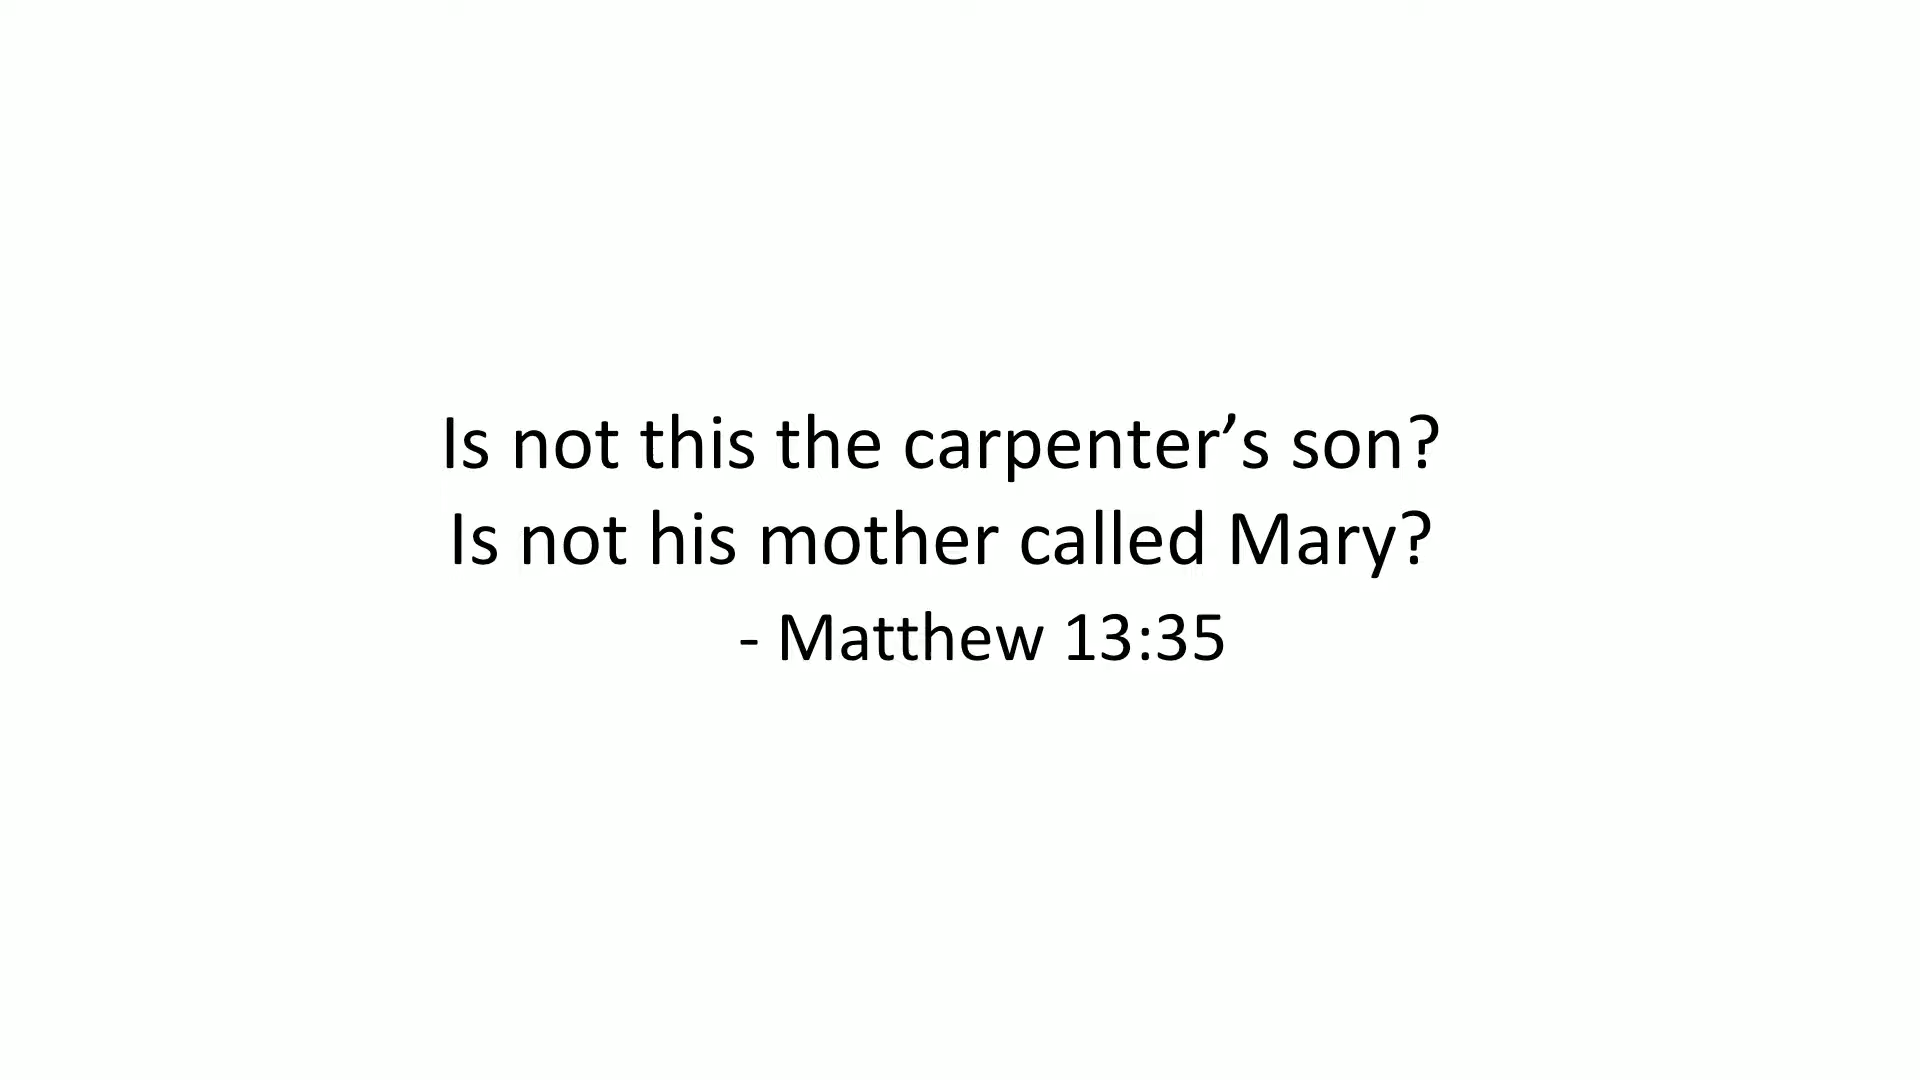 Is not this the carpenter’s son?
Is not his mother called Mary?
- Matthew 13:35